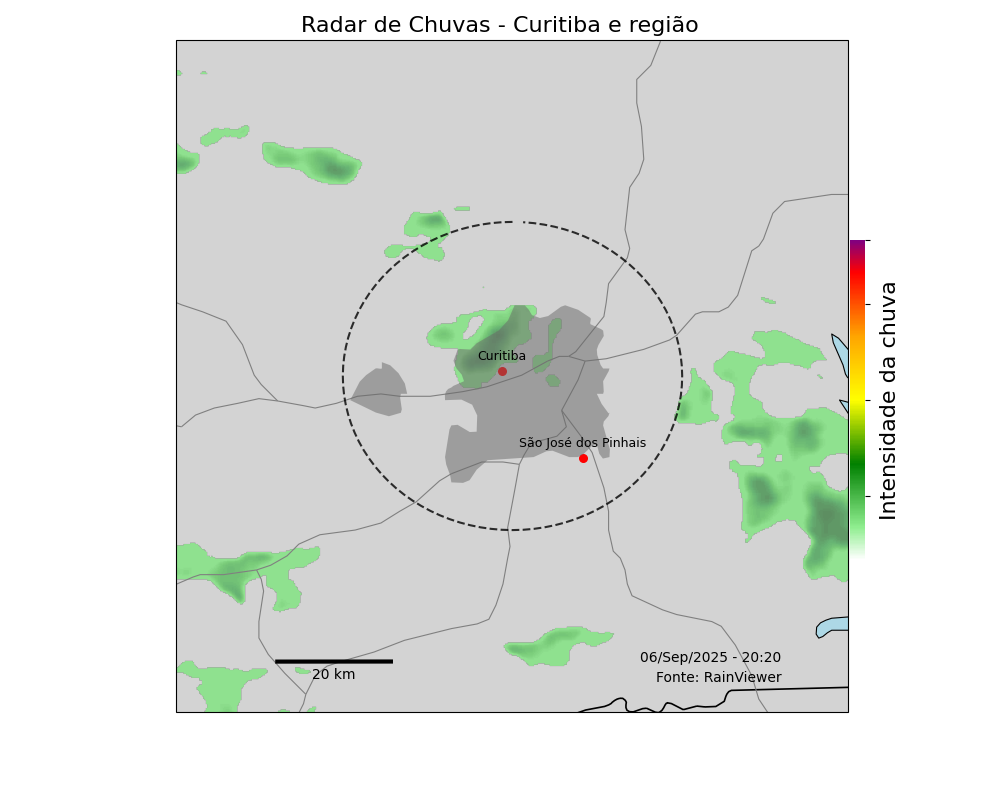 Radar de Chuvas - Curitiba e região
Curitiba
São José dos Pinhais
Intensidade da chuva
06/Sep/2025 - 20:20
Fonte: RainViewer
20 km